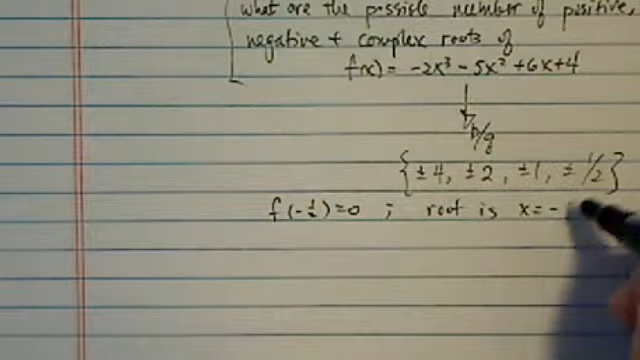 what are the possible number of positive,
negative + complex roots of
f(x) = -2x³ - 5x² + 6x + 4
p/q
{ ± 4, ± 2, ± 1, ± 1/2 }
f(-½) = 0 ; root is x = -